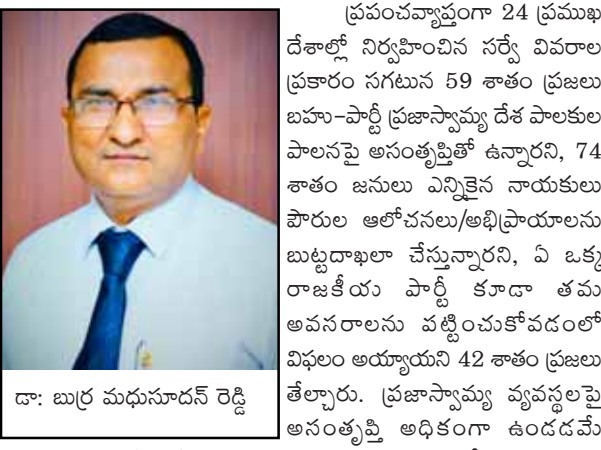 డా: బుర్ర మధుసూదన్ రెడ్డి
ప్రపంచవ్యాప్తంగా 24 ప్రముఖ
దేశాల్లో నిర్వహించిన సర్వే వివరాల
ప్రకారం సగటున 59 శాతం ప్రజలు
బహు-పార్టీ ప్రజాస్వామ్య దేశ పాలకుల
పాలనపై అసంతృప్తితో ఉన్నారని, 74
శాతం జనులు ఎన్నికైన నాయకులు
పౌరుల ఆలోచనలు/అభిప్రాయాలను
బుట్టదాఖలా చేస్తున్నారని, ఏ ఒక్క
రాజకీయ పార్టీ కూడా తమ
అవసరాలను పట్టించుకోవడంలో
విఫలం అయ్యాయని 42 శాతం ప్రజలు
తేల్చారు. ప్రజాస్వామ్య వ్యవస్థలపై
అసంతృప్తి అధికంగా ఉండడమే